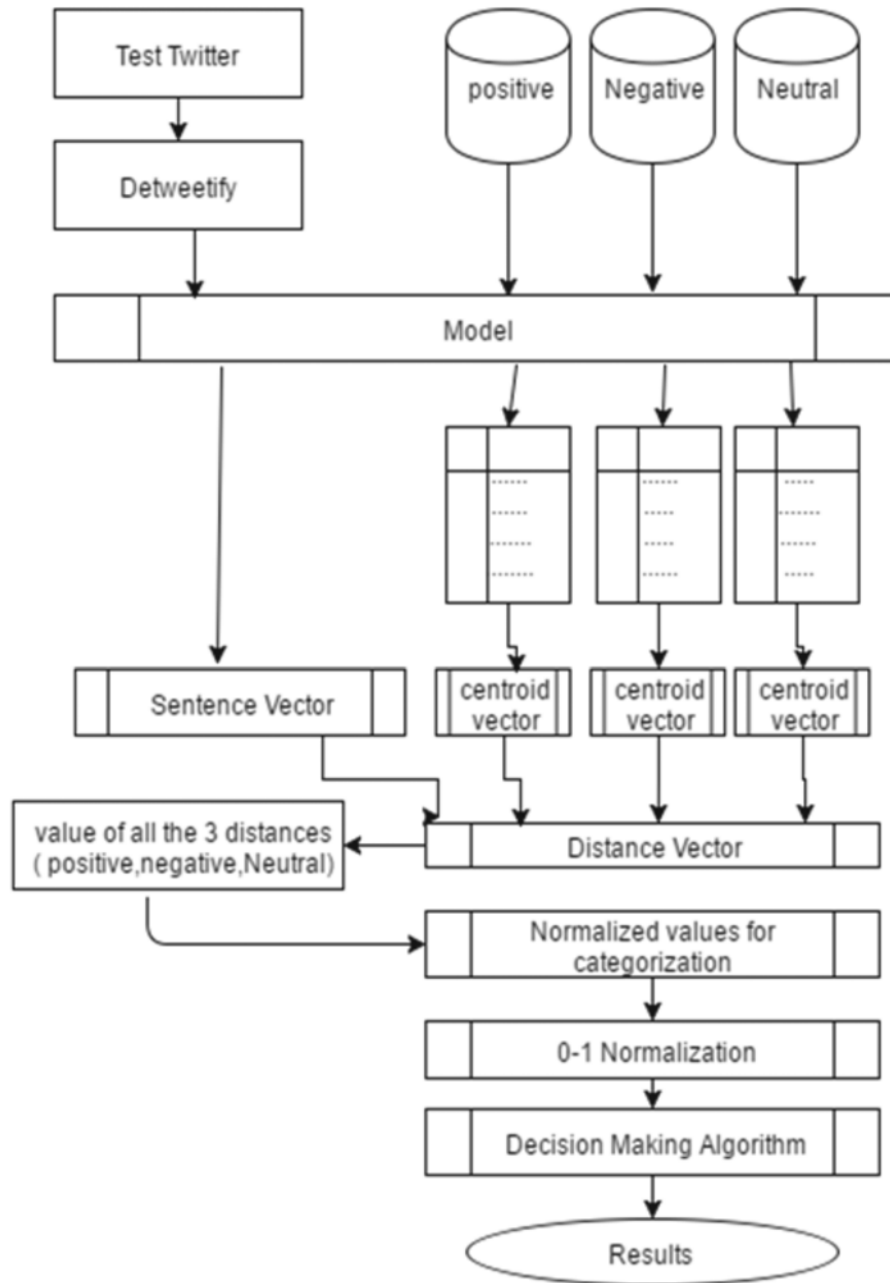 Test Twitter
positive
Negative
Neutral
Detweetify
Model
......
......
.......
......
......
.....
.....
.....
.....
.......
.....
......
Sentence Vector
centroid
vector
centroid
vector
centroid
vector
value of all the 3 distances
( positive,negative,Neutral)
Distance Vector
Normalized values for
categorization
0-1 Normalization
Decision Making Algorithm
Results